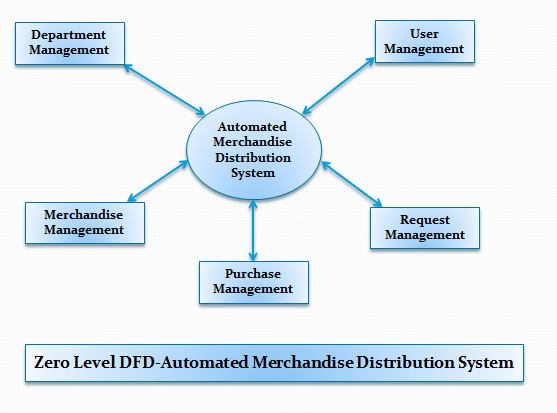 Department
Management
User
Management
Automated
Merchandise
Distribution
System
Merchandise
Management
Request
Management
Purchase
Management
Zero Level DFD-Automated Merchandise Distribution System